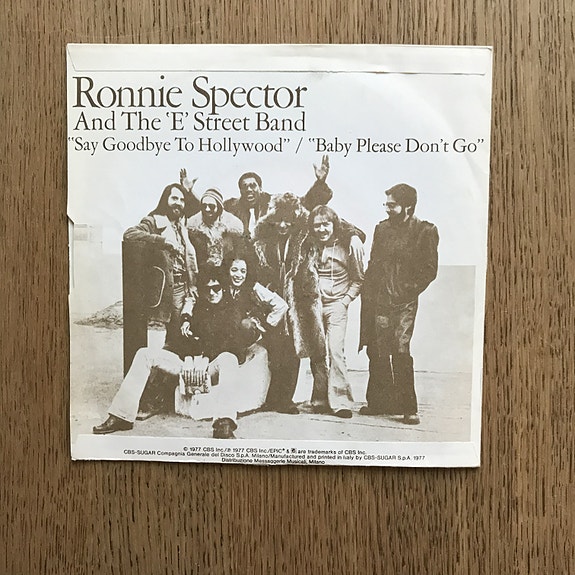 Ronnie Spector
And The 'E' Street Band
"Say Goodbye To Hollywood" / "Baby Please Don't Go"
© 1977 CBS Inc./℗ 1977 CBS Inc./EPIC® & are trademarks of CBS Inc.
CBS-SUGAR Compagnia Generale del Disco S.p.A. Milano/Manufactured and printed in Italy by CBS-SUGAR S.p.A. 1977
Distribuzione Messaggerie Musicali, Milano